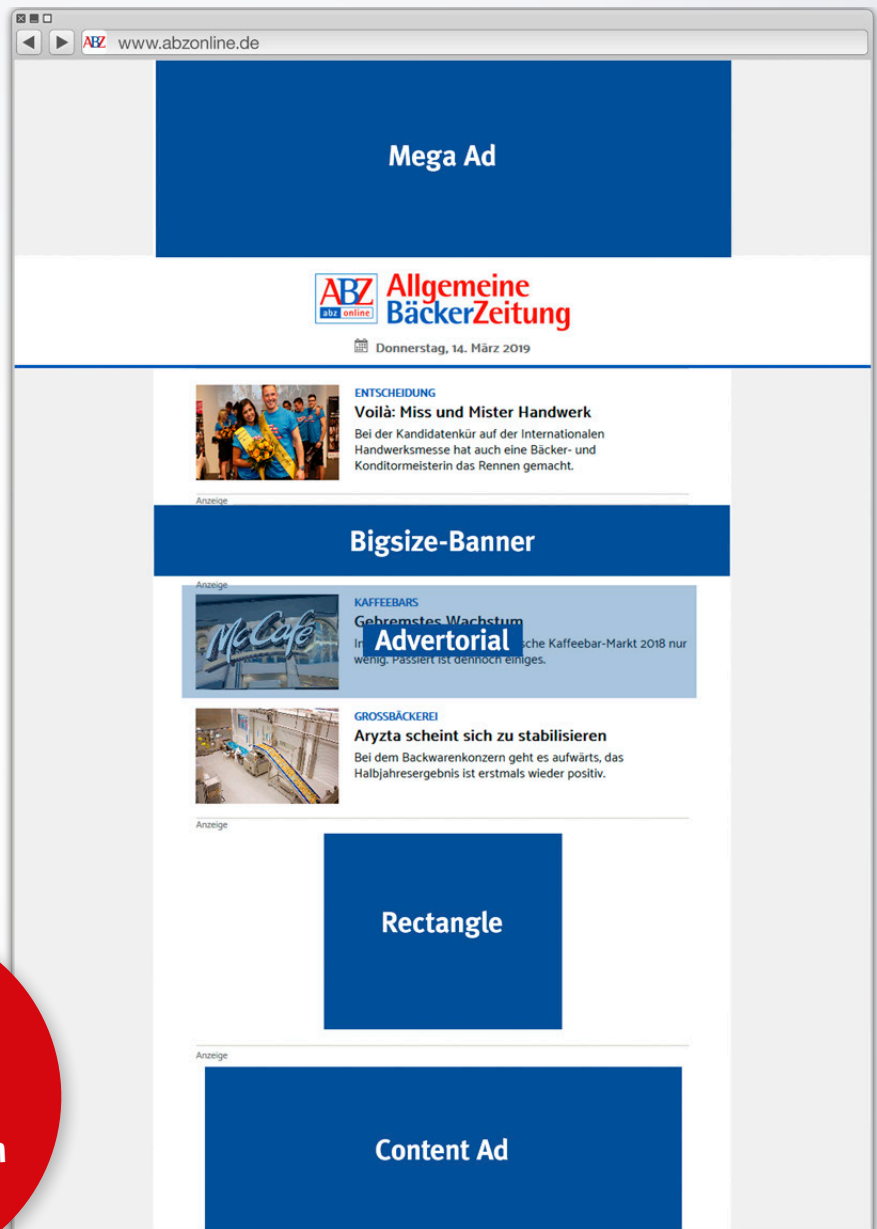 ABZ www.abzonline.de
Mega Ad
ABZ
abz online
Allgemeine
BäckerZeitung
Donnerstag, 14. März 2019
ENTSCHEIDUNG
Voilà: Miss und Mister Handwerk
Bei der Kandidatenkür auf der Internationalen
Handwerksmesse hat auch eine Bäcker- und
Konditormeisterin das Rennen gemacht.
Anzeige
Bigsize-Banner
Anzeige
McCafé
KAFFEEBARS
Gebremstes Wachstum
Advertorial
Kaffeebar-Markt 2018 nur
wenig. Passiert ist dennoch einiges.
GROSSBÄCKEREI
Aryzta scheint sich zu stabilisieren
Bei dem Backwarenkonzern geht es aufwärts, das
Halbjahresergebnis ist erstmals wieder positiv.
Anzeige
Rectangle
Anzeige
Content Ad